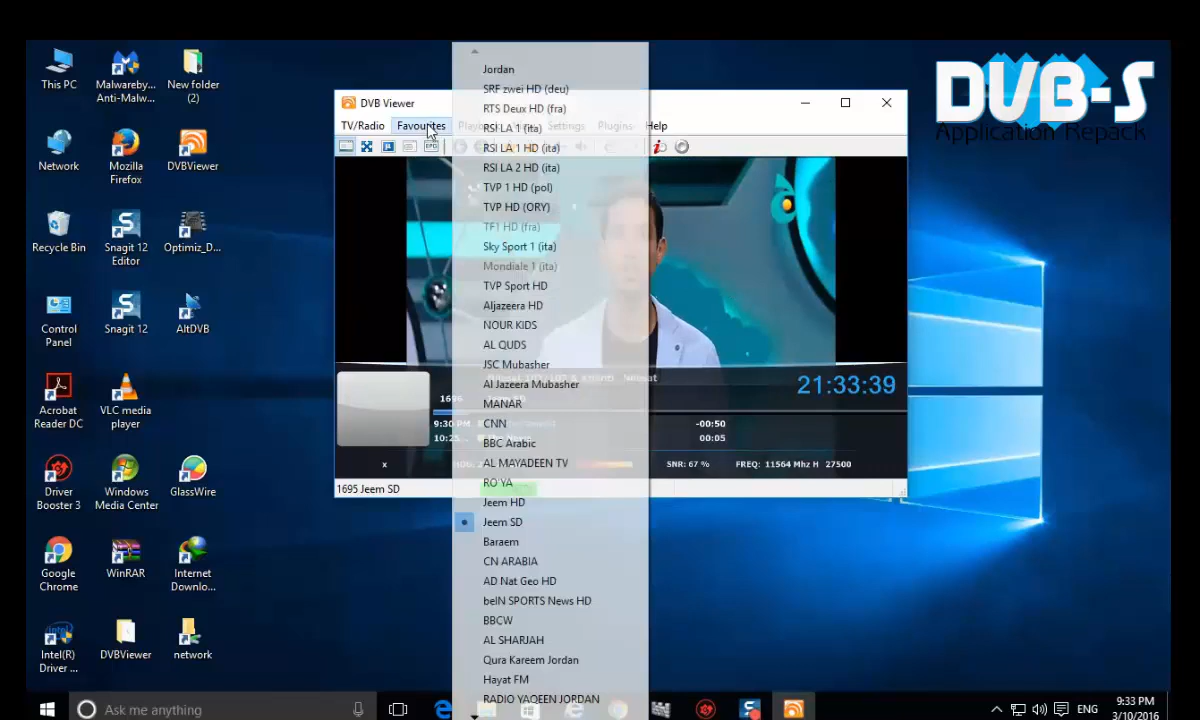 This PC
Malwareby...
Anti-Malw...
New folder
(2)
Network
Mozilla
Firefox
DVBViewer
Recycle Bin
Snagit 12
Editor
Optimiz_D...
Control
Panel
Snagit 12
AltDVB
Acrobat
Reader DC
VLC media
player
Driver
Booster 3
Windows
Media Center
GlassWire
Google
Chrome
WinRAR
Internet
Downlo...
Intel(R)
Driver ...
DVBViewer
network
DVB-S
Application Repack
DVB Viewer
TV/Radio Favourites Settings Plugins Help
EPG
Jordan
SRF zwei HD (deu)
RTS Deux HD (fra)
RSI LA 1 (ita)
RSI LA 1 HD (ita)
RSI LA 2 HD (ita)
TVP 1 HD (pol)
TVP HD (ORY)
TF1 HD (fra)
Sky Sport 1 (ita)
Mondiale 1 (ita)
TVP Sport HD
Aljazeera HD
NOUR KIDS
AL QUDS
JSC Mubasher
Al Jazeera Mubasher
MANAR
CNN
BBC Arabic
AL MAYADEEN TV
RO'YA
Jeem HD
Jeem SD
Baraem
CN ARABIA
AD Nat Geo HD
beIN SPORTS News HD
BBCW
AL SHARJAH
Qura Kareem Jordan
Hayat FM
RADIO YAQEEN JORDAN
21:33:39
9:30
-00:50
10:25...
00:05
x
SNR: 67 %
FREQ: 11564 Mhz H 27500
1695 Jeem SD
Ask me anything
ENG
9:33 PM
3/10/2016